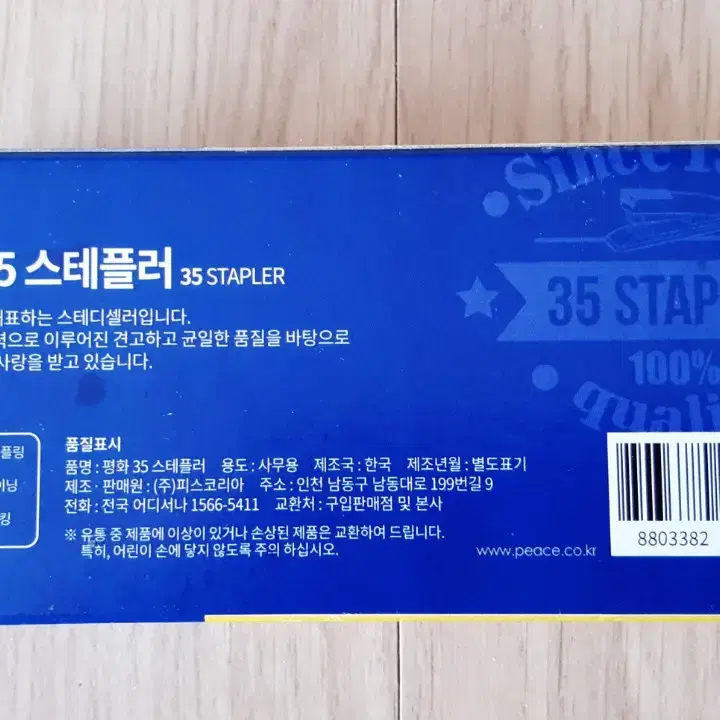 5 스테플러 35 STAPLER
표하는 스테디셀러입니다.
으로 이루어진 견고하고 균일한 품질을 바탕으로
사랑을 받고 있습니다.
Since
35 STAP
100%
quali
플링
닝
킹
품질표시
품명 : 평화 35 스테플러 용도 : 사무용 제조국 : 한국 제조년월 : 별도표기
제조 · 판매원 : (주)피스코리아 주소 : 인천 남동구 남동대로 199번길 9
전화 : 전국 어디서나 1566-5411 교환처 : 구입판매점 및 본사
※ 유통 중 제품에 이상이 있거나 손상된 제품은 교환하여 드립니다.
특히, 어린이 손에 닿지 않도록 주의 하십시오.
www.peace.co.kr
8803382